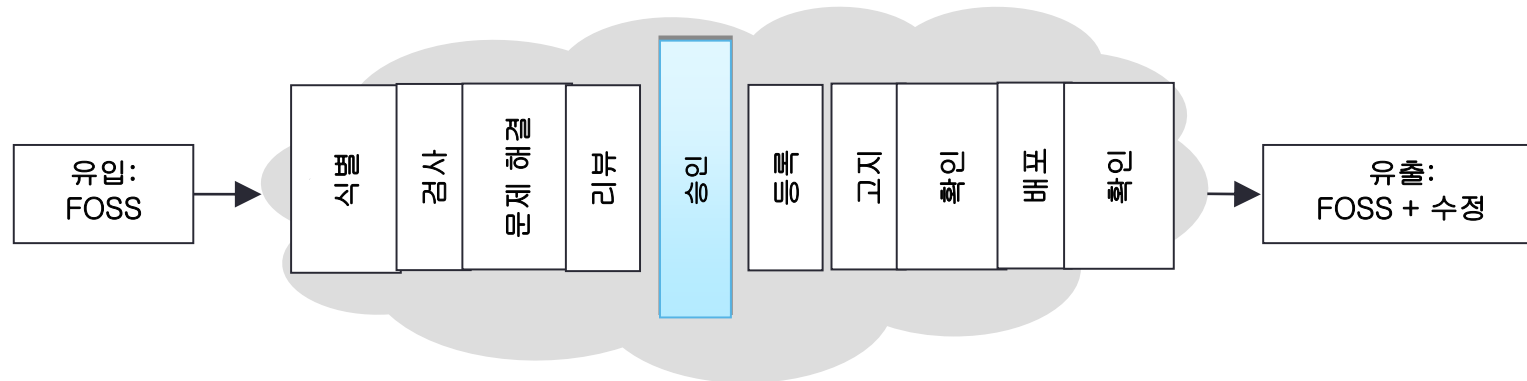 유입:
FOSS
식별
검사
문제 해결
리뷰
승인
등록
고지
확인
배포
확인
유출:
FOSS + 수정